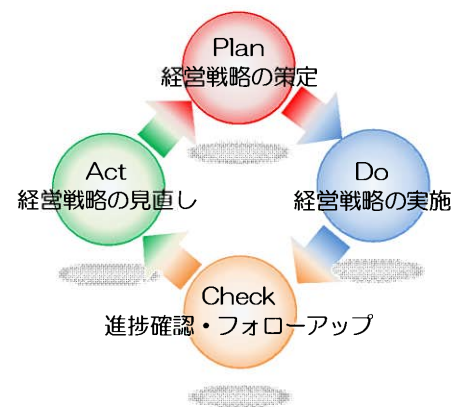 Plan
経営戦略の策定
Do
経営戦略の実施
Check
進捗確認・フォローアップ
Act
経営戦略の見直し